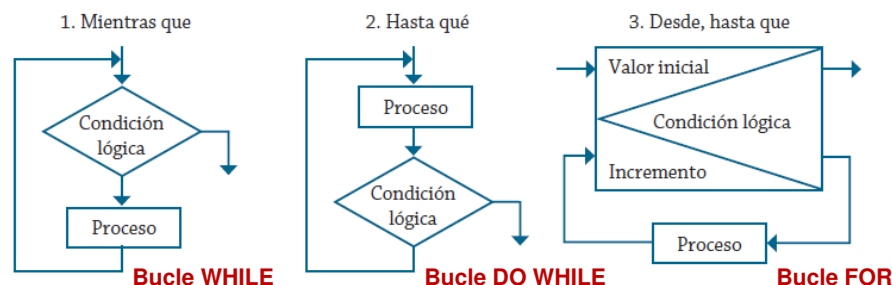 1. Mientras que
Condición
lógica
Proceso
Bucle WHILE
2. Hasta qué
Proceso
Condición
lógica
Bucle DO WHILE
3. Desde, hasta que
Valor inicial
Condición lógica
Incremento
Proceso
Bucle FOR